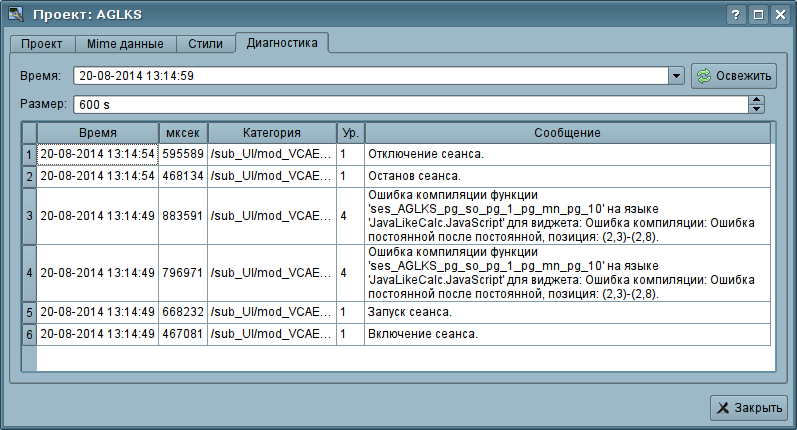 Проект: AGLKS
Проект Mime данные Стили Диагностика
Время: 20-08-2014 13:14:59 Освежить
Размер: 600 s
Время мксек Категория Ур. Сообщение
1 20-08-2014 13:14:54 595589 /sub_UI/mod_VCAE... 1 Отключение сеанса.
2 20-08-2014 13:14:54 468134 /sub_UI/mod_VCAE... 1 Останов сеанса.
3 20-08-2014 13:14:49 883591 /sub_UI/mod_VCAE... 4 Ошибка компиляции функции
'ses_AGLKS_pg_so_pg_1_pg_mn_pg_10' на языке
'JavaLikeCalc.JavaScript' для виджета: Ошибка компиляции: Ошибка
постоянной после постоянной, позиция: (2,3)-(2,8).
4 20-08-2014 13:14:49 796971 /sub_UI/mod_VCAE... 4 Ошибка компиляции функции
'ses_AGLKS_pg_so_pg_1_pg_mn_pg_10' на языке
'JavaLikeCalc.JavaScript' для виджета: Ошибка компиляции: Ошибка
постоянной после постоянной, позиция: (2,3)-(2,8).
5 20-08-2014 13:14:49 668232 /sub_UI/mod_VCAE... 1 Запуск сеанса.
6 20-08-2014 13:14:49 467081 /sub_UI/mod_VCAE... 1 Включение сеанса.
Закрыть